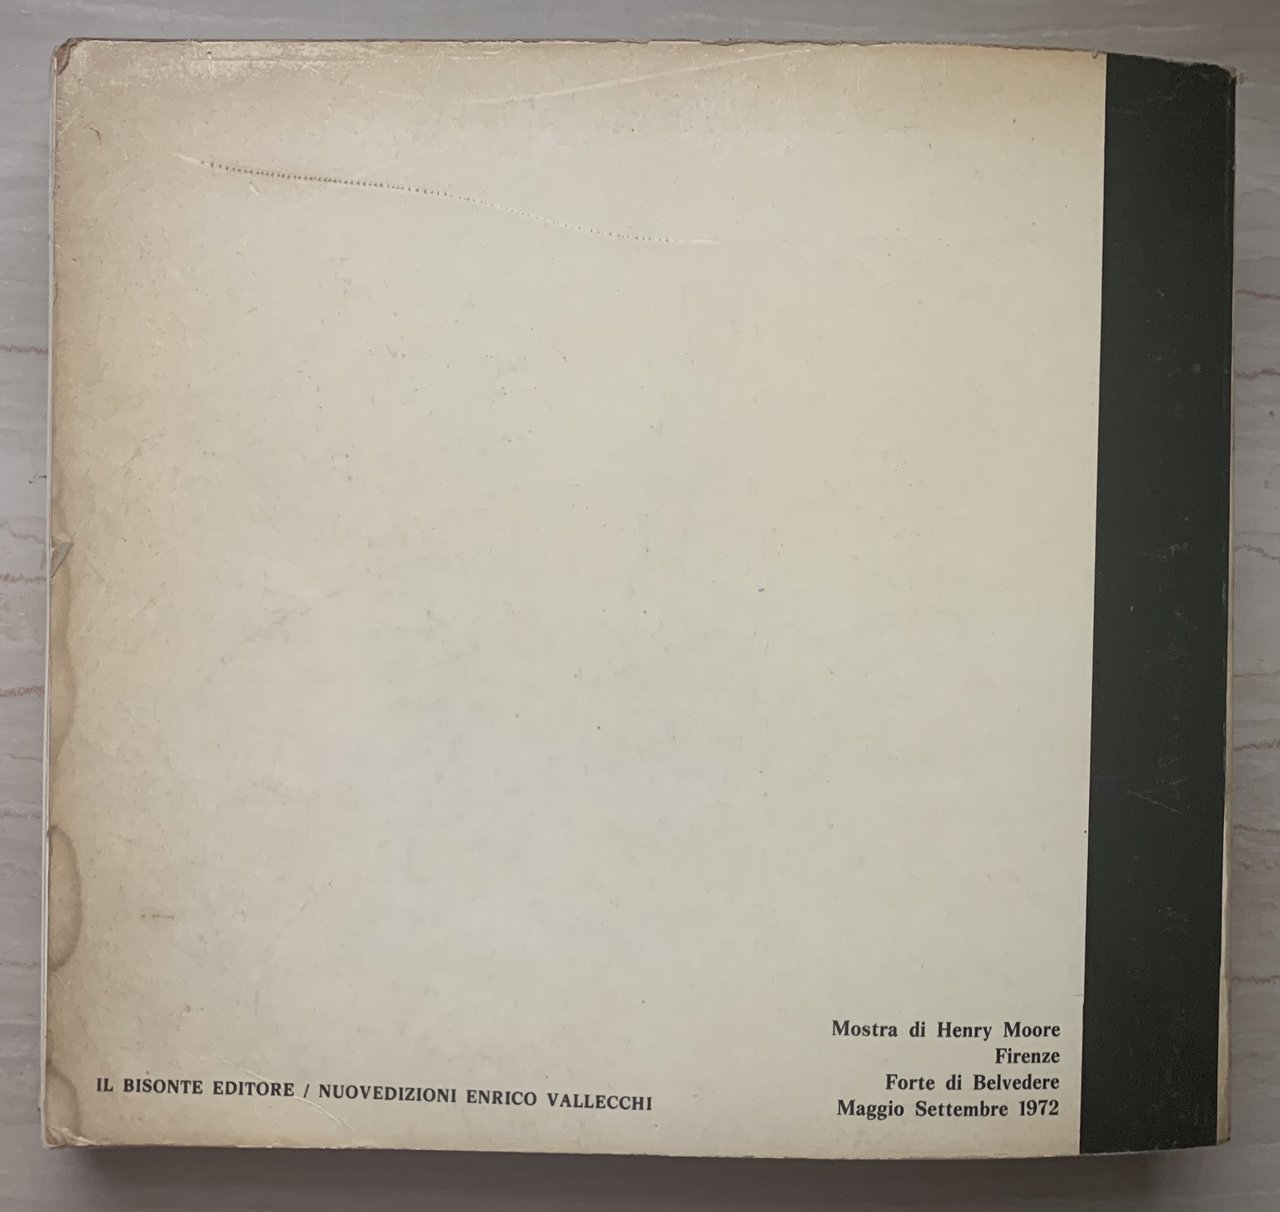 Mostra di Henry Moore
Firenze
Forte di Belvedere
Maggio Settembre 1972
IL BISONTE EDITORE / NUOVEDIZIONI ENRICO VALLECCHI